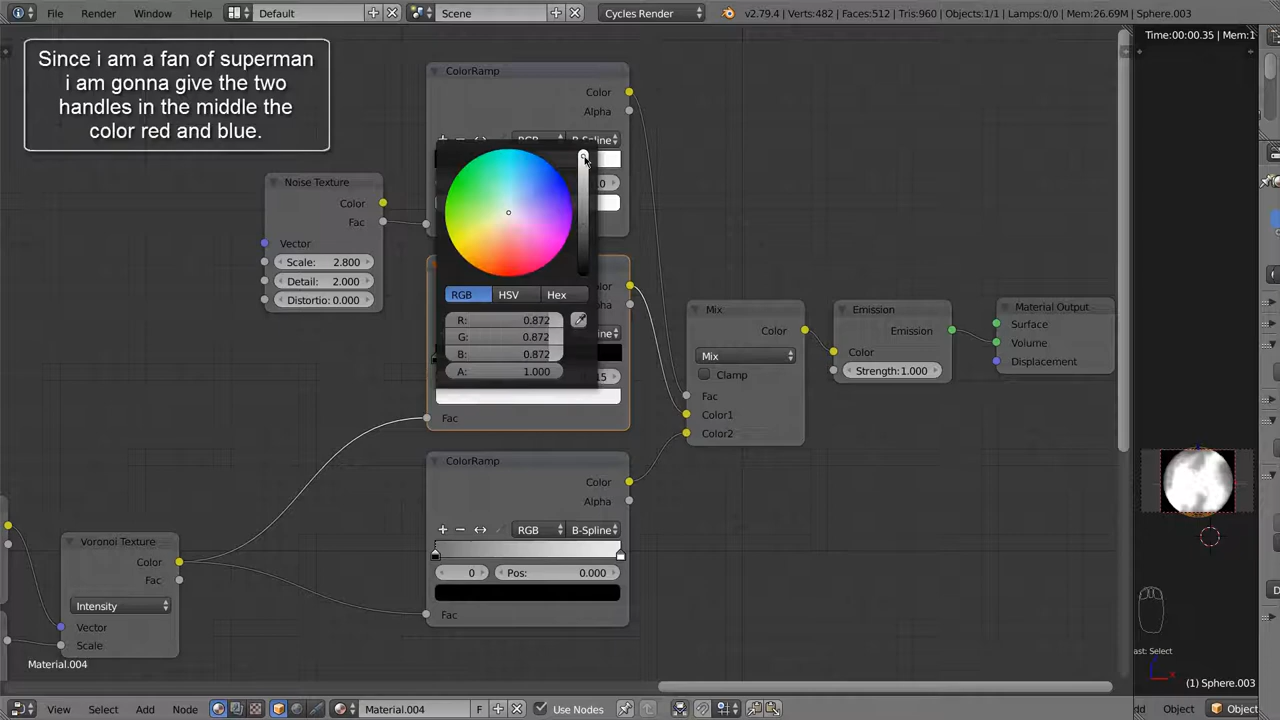 File
Render
Window
Help
Default
Scene
Cycles Render
v2.79.4 | Verts:482 | Faces:512 | Tris:960 | Objects:1/1 | Lamps:0/0 | Mem:26.69M | Sphere.003
Time:00:00.35 | Mem:1
Since i am a fan of superman
i am gonna give the two
handles in the middle the
color red and blue.
ColorRamp
Color
Alpha
RGB
B-Spline
Noise Texture
Color
Fac
Vector
Scale: 2.800
Detail: 2.000
Distortio: 0.000
RGB
HSV
Hex
R: 0.872
G: 0.872
B: 0.872
A: 1.000
Fac
Mix
Color
Mix
Clamp
Fac
Color1
Color2
Emission
Emission
Color
Strength:1.000
Material Output
Surface
Volume
Displacement
ColorRamp
Color
Alpha
RGB
B-Spline
0
Pos: 0.000
Fac
Voronoi Texture
Color
Fac
Intensity
Vector
Scale
Material.004
ast: Select
(1) Sphere.003
View
Select
Add
Node
Material.004
F
Use Nodes
dd
Object
Object